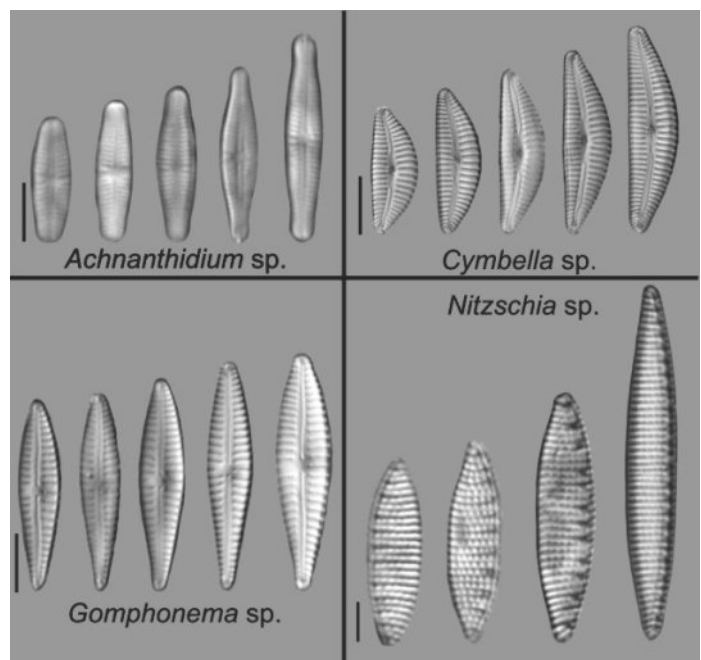 Achnanthidium sp.
Cymbella sp.
Nitzschia sp.
Gomphonema sp.